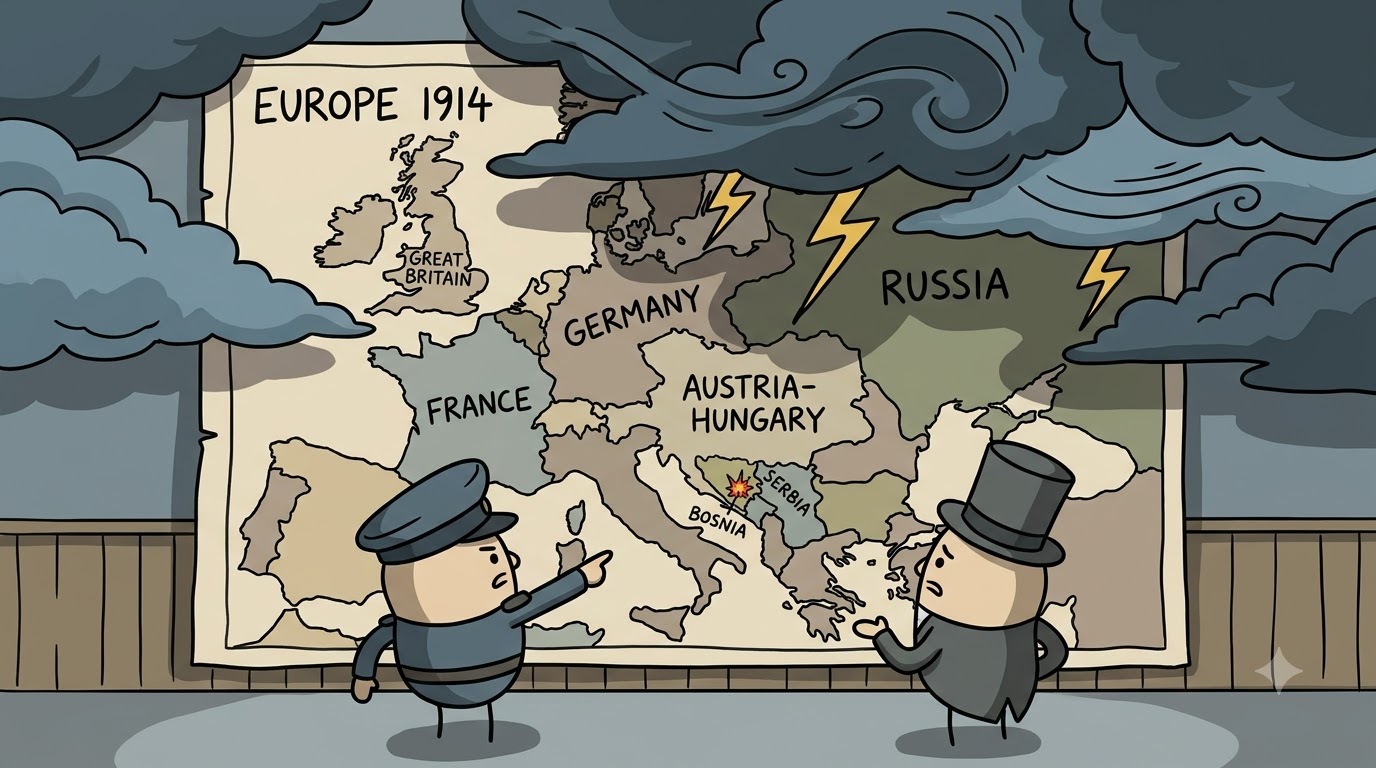 EUROPE 1914
GREAT
BRITAIN
GERMANY
RUSSIA
FRANCE
AUSTRIA-
HUNGARY
SERBIA
BOSNIA